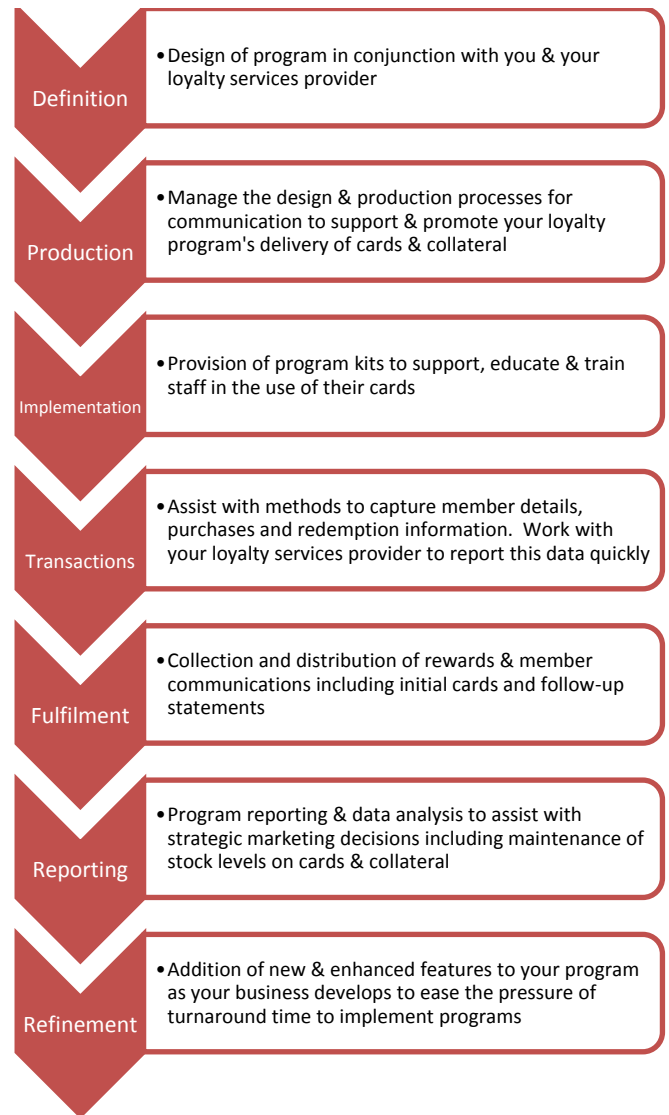 Definition
•Design of program in conjunction with you & your
loyalty services provider
Production
•Manage the design & production processes for
communication to support & promote your loyalty
program's delivery of cards & collateral
Implementation
•Provision of program kits to support, educate & train
staff in the use of their cards
Transactions
•Assist with methods to capture member details,
purchases and redemption information.  Work with
your loyalty services provider to report this data quickly
Fulfilment
•Collection and distribution of rewards & member
communications including initial cards and follow-up
statements
Reporting
•Program reporting & data analysis to assist with
strategic marketing decisions including maintenance of
stock levels on cards & collateral
Refinement
•Addition of new & enhanced features to your program
as your business develops to ease the pressure of
turnaround time to implement programs